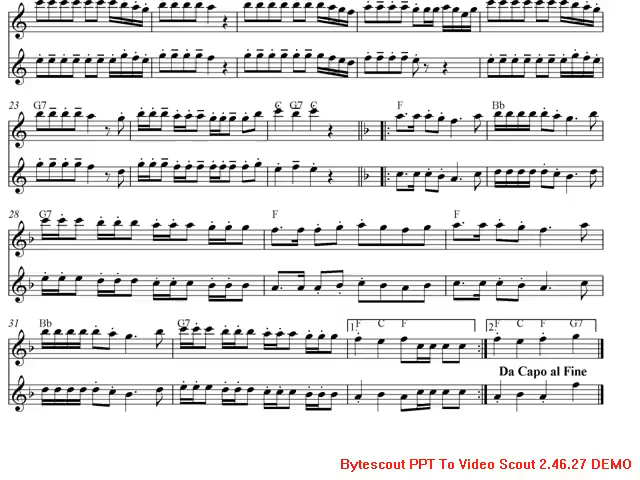 23 G7 C G7 C F Bb
28 G7 F F
31 Bb G7 1. F C F 2. F C F G7
Da Capo al Fine
Bytescout PPT To Video Scout 2.46.27 DEMO